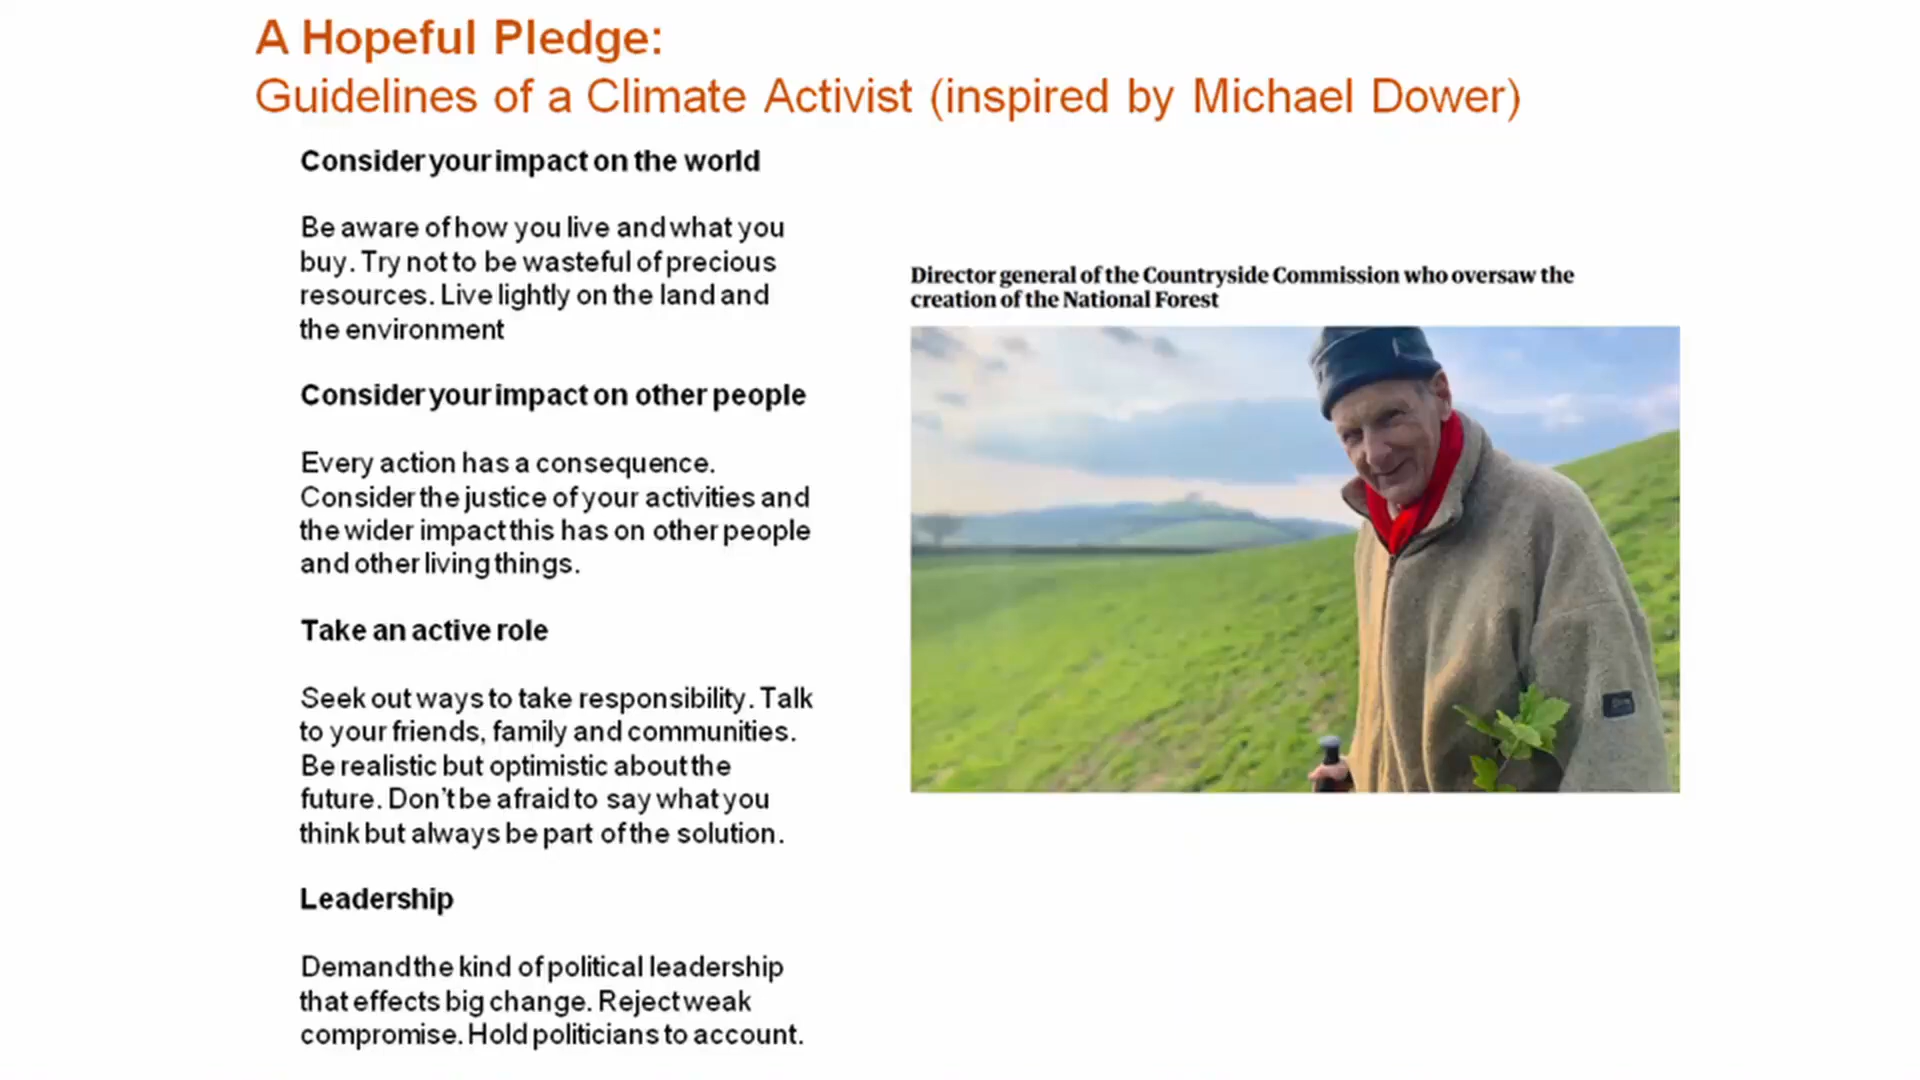 A Hopeful Pledge:
Guidelines of a Climate Activist (inspired by Michael Dower)
Consider your impact on the world
Be aware of how you live and what you
buy. Try not to be wasteful of precious
resources. Live lightly on the land and
the environment
Consider your impact on other people
Every action has a consequence.
Consider the justice of your activities and
the wider impact this has on other people
and other living things.
Take an active role
Seek out ways to take responsibility. Talk
to your friends, family and communities.
Be realistic but optimistic about the
future. Don't be afraid to say what you
think but always be part of the solution.
Leadership
Demand the kind of political leadership
that effects big change. Reject weak
compromise. Hold politicians to account.
Director general of the Countryside Commission who oversaw the
creation of the National Forest